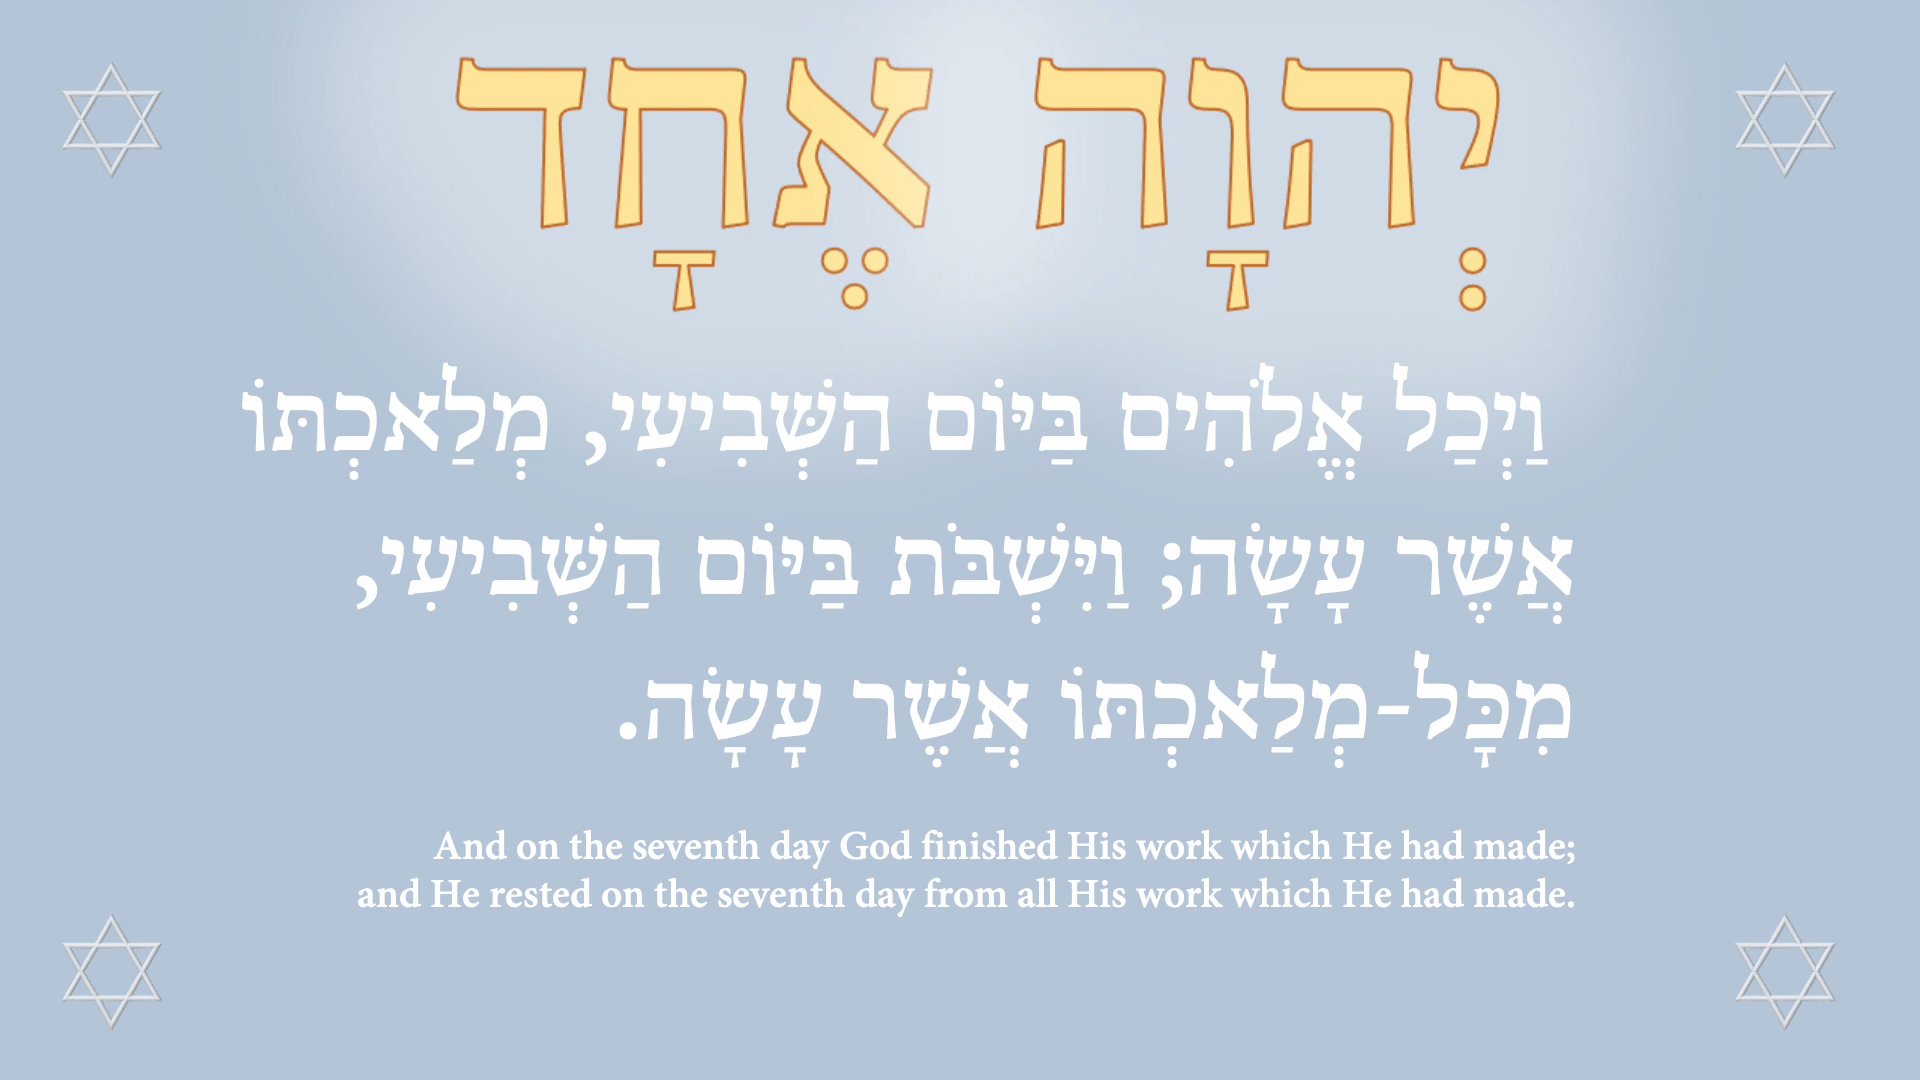 יְהוָה אֶחָד
וַיְכַל אֱלֹהִים בַּיּוֹם הַשְּׁבִיעִי, מְלַאכְתּוֹ
אֲשֶׁר עָשָׂה; וַיִּשְׁבֹּת בַּיּוֹם הַשְּׁבִיעִי,
מִכָּל-מְלַאכְתּוֹ אֲשֶׁר עָשָׂה.
And on the seventh day God finished His work which He had made;
and He rested on the seventh day from all His work which He had made.